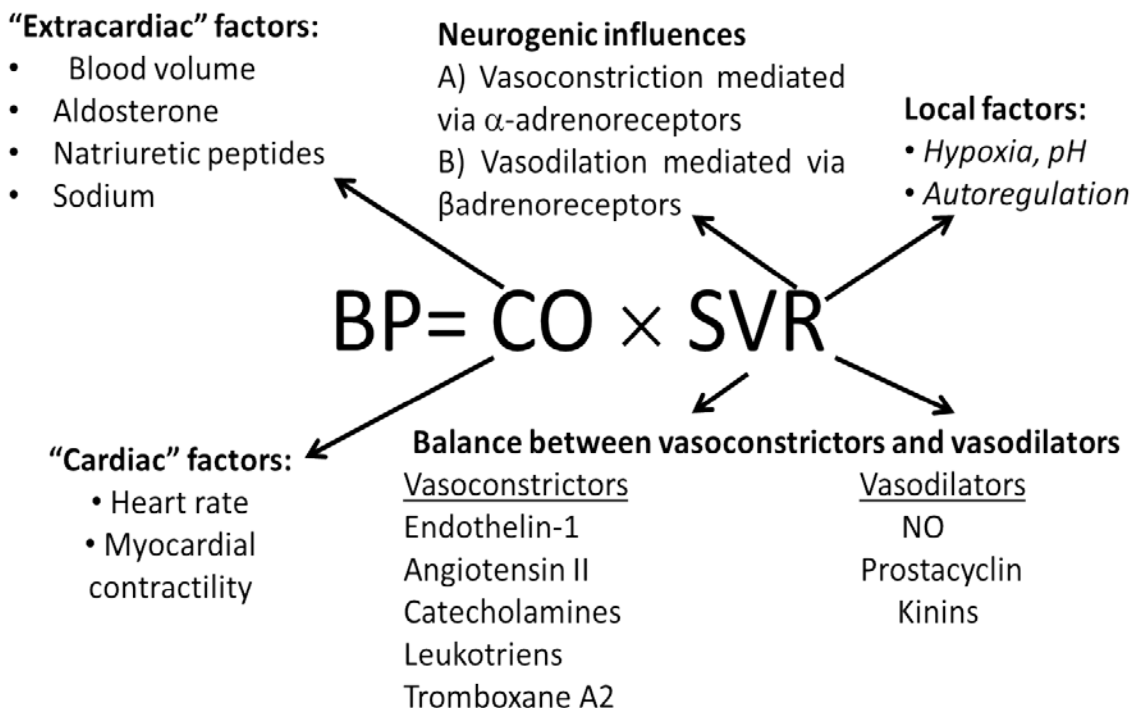 “Extracardiac” factors:
• Blood volume
• Aldosterone
• Natriuretic peptides
• Sodium
Neurogenic influences
A) Vasoconstriction mediated
via α-adrenoreceptors
B) Vasodilation mediated via
βadrenoreceptors
Local factors:
• Hypoxia, pH
• Autoregulation
BP= CO × SVR
“Cardiac” factors:
• Heart rate
• Myocardial
contractility
Balance between vasoconstrictors and vasodilators
Vasoconstrictors
Endothelin-1
Angiotensin II
Catecholamines
Leukotriens
Tromboxane A2
Vasodilators
NO
Prostacyclin
Kinins